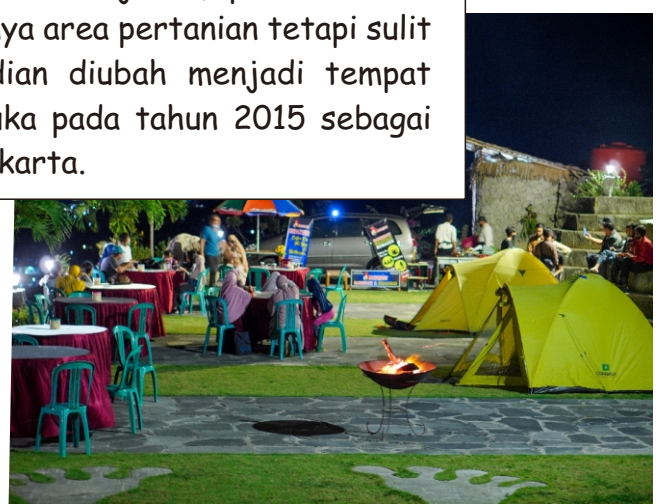 ya area pertanian tetapi sulit
dian diubah menjadi tempat
ka pada tahun 2015 sebagai
karta.